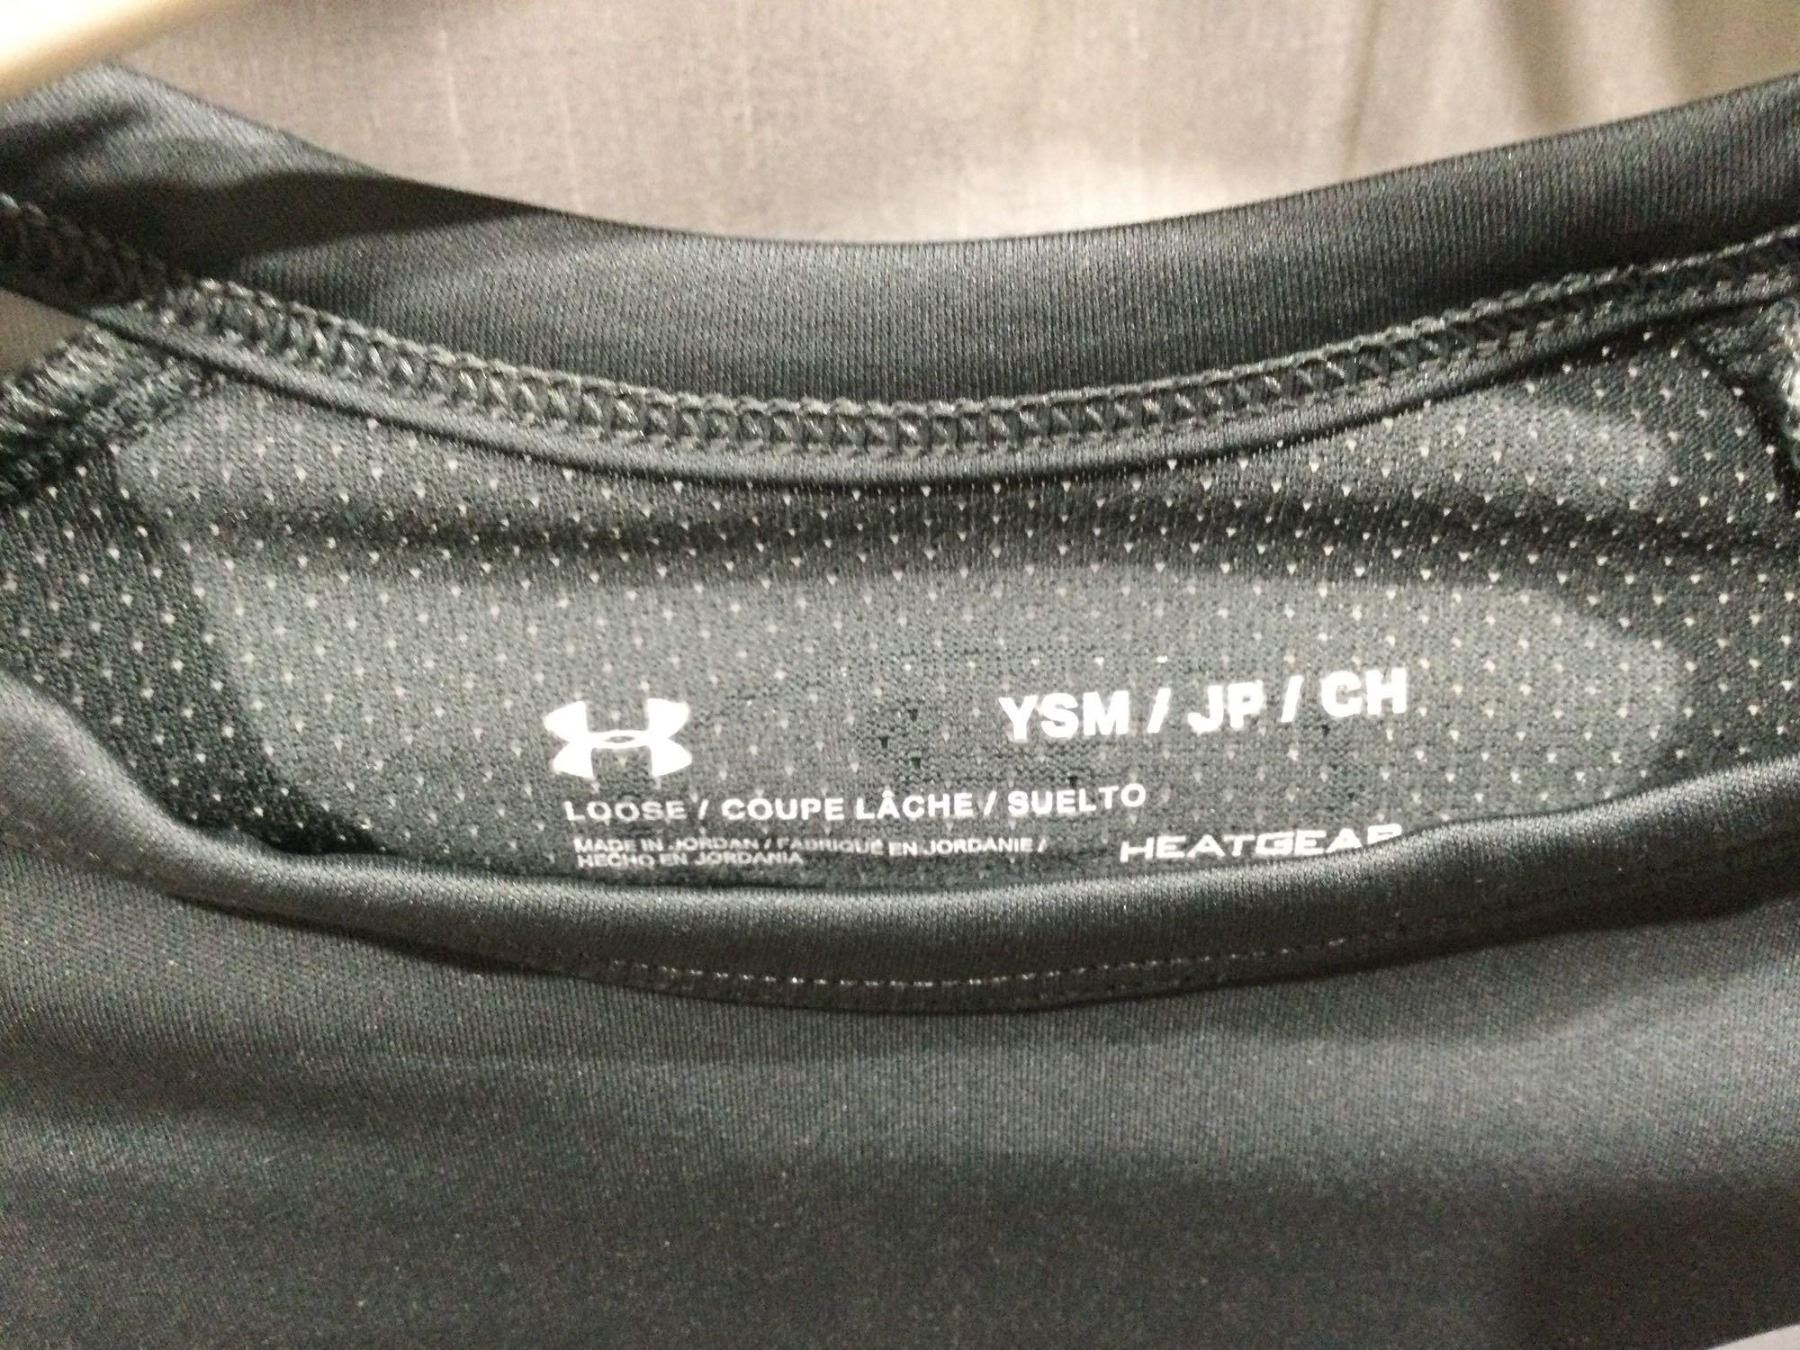 YSM / JP / CH
LOOSE / COUPE LÂCHE / SUELTO
MADE IN JORDAN / FABRIQUÉ EN JORDANIE /
HECHO EN JORDANIA
HEATGEAR